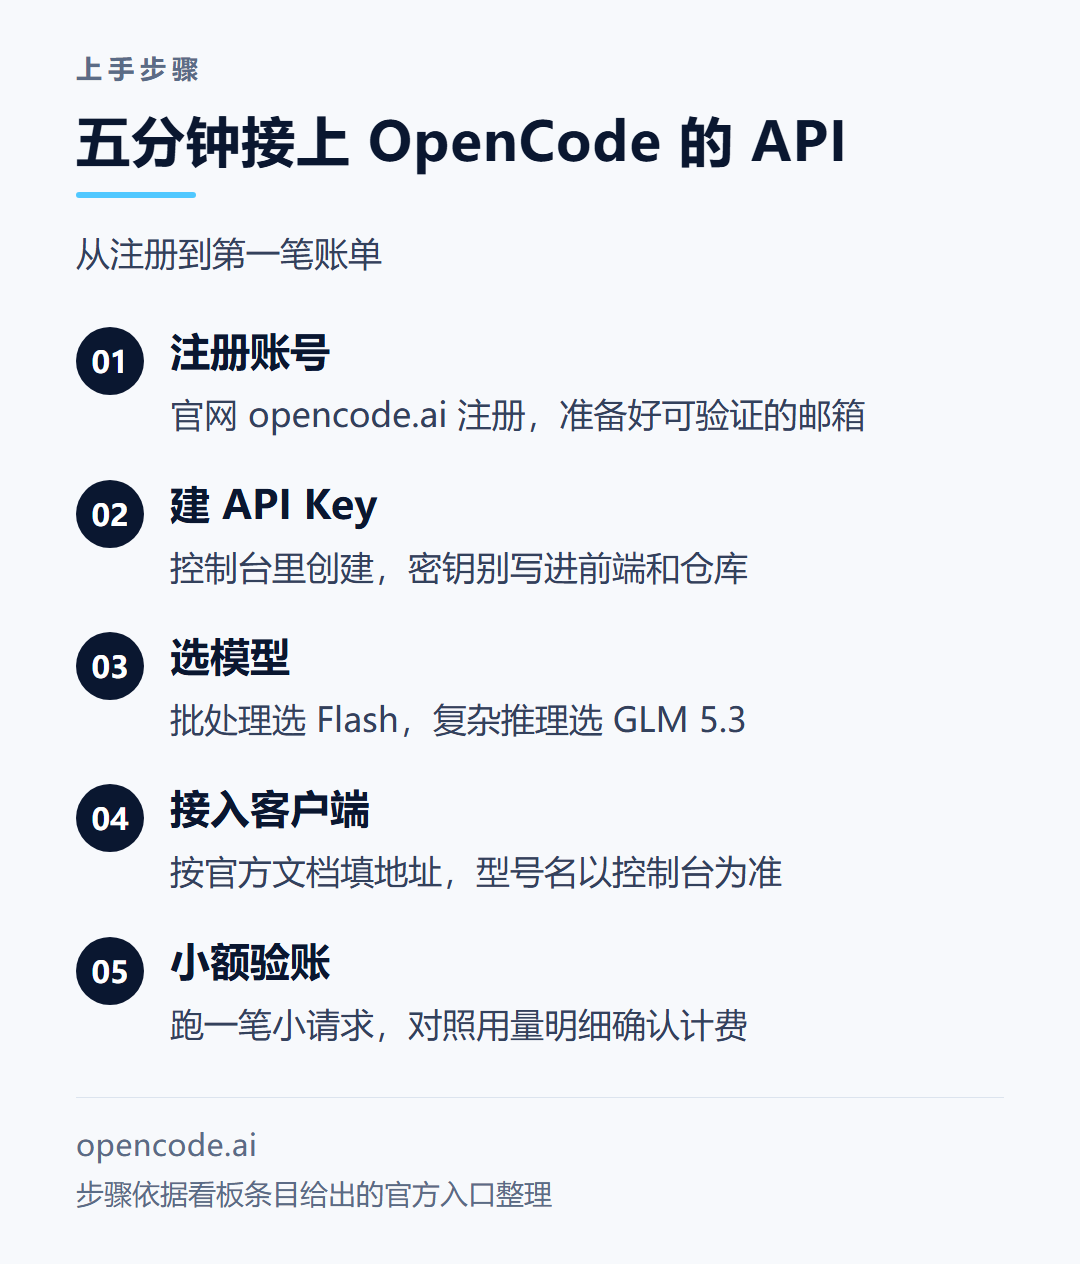 上手步骤
五分钟接上 OpenCode 的 API
从注册到第一笔账单
01
注册账号
官网 opencode.ai 注册，准备好可验证的邮箱
02
建 API Key
控制台里创建，密钥别写进前端和仓库
03
选模型
批处理选 Flash，复杂推理选 GLM 5.3
04
接入客户端
按官方文档填地址，型号名以控制台为准
05
小额验账
跑一笔小请求，对照用量明细确认计费
opencode.ai
步骤依据看板条目给出的官方入口整理